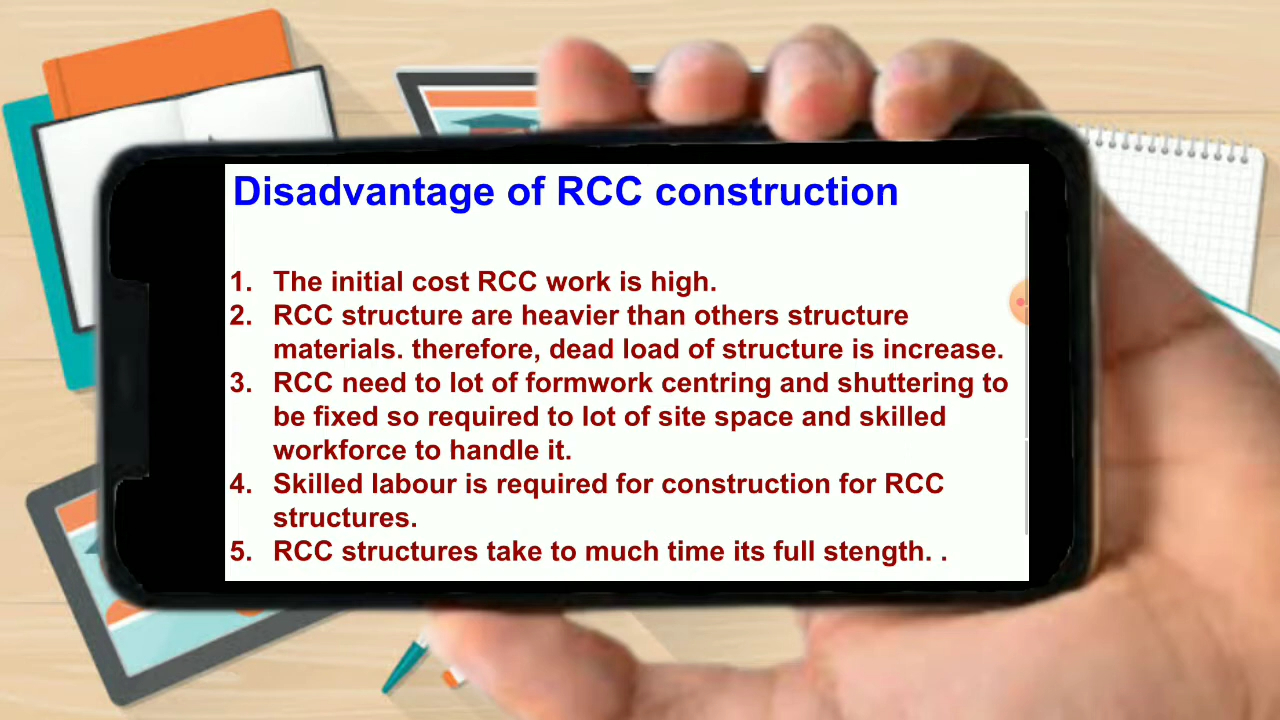 Disadvantage of RCC construction
1. The initial cost RCC work is high.
2. RCC structure are heavier than others structure
materials. therefore, dead load of structure is increase.
3. RCC need to lot of formwork centring and shuttering to
be fixed so required to lot of site space and skilled
workforce to handle it.
4. Skilled labour is required for construction for RCC
structures.
5. RCC structures take to much time its full stength. .